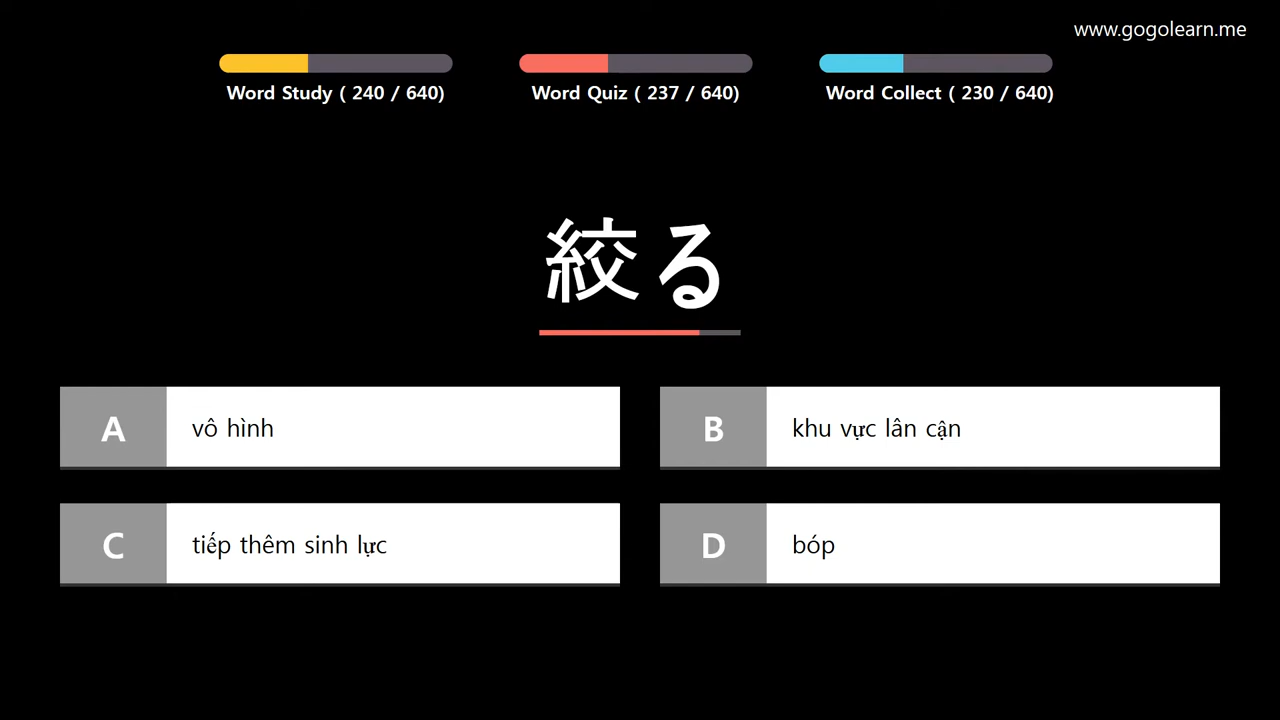 www.gogolearn.me
Word Study ( 240 / 640)
Word Quiz ( 237 / 640)
Word Collect ( 230 / 640)
絞る
A vô hình
B khu vực lân cận
C tiếp thêm sinh lực
D bóp